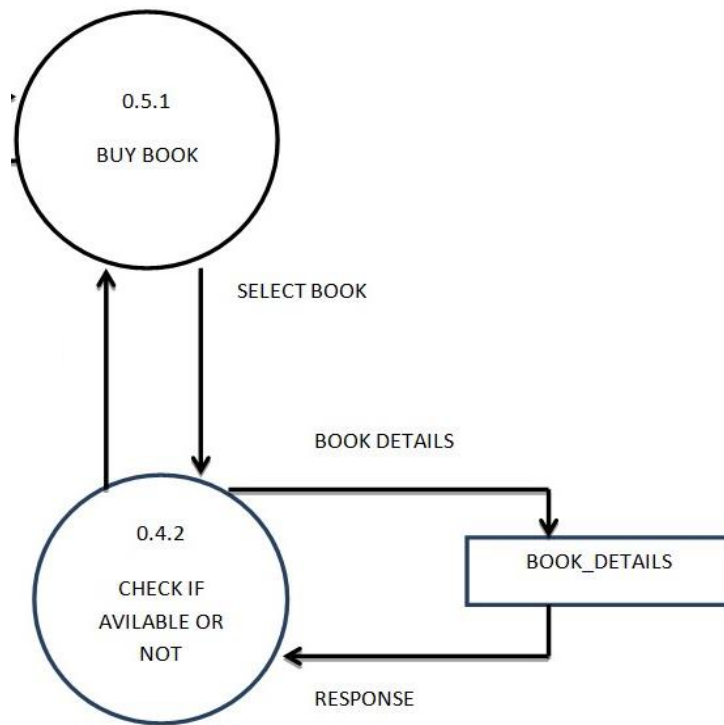 0.5.1
BUY BOOK
SELECT BOOK
BOOK DETAILS
0.4.2
CHECK IF
AVILABLE OR
NOT
BOOK_DETAILS
RESPONSE